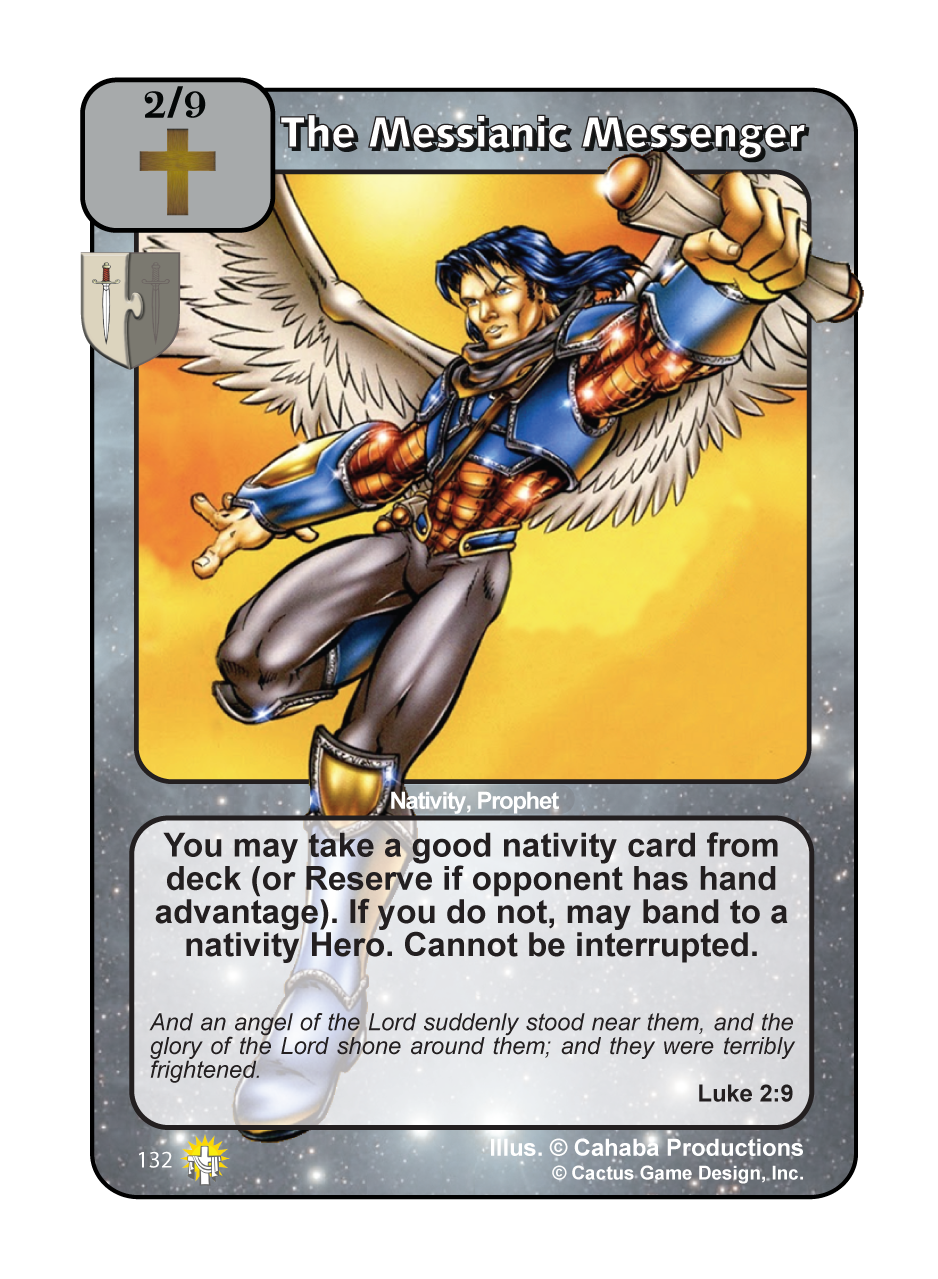 2/9
The Messianic Messenger
Nativity, Prophet
You may take a good nativity card from
deck (or Reserve if opponent has hand
advantage). If you do not, may band to a
nativity Hero. Cannot be interrupted.
And an angel of the Lord suddenly stood near them, and the
glory of the Lord shone around them; and they were terribly
frightened.
Luke 2:9
132
Illus. © Cahaba Productions
© Cactus Game Design, Inc.